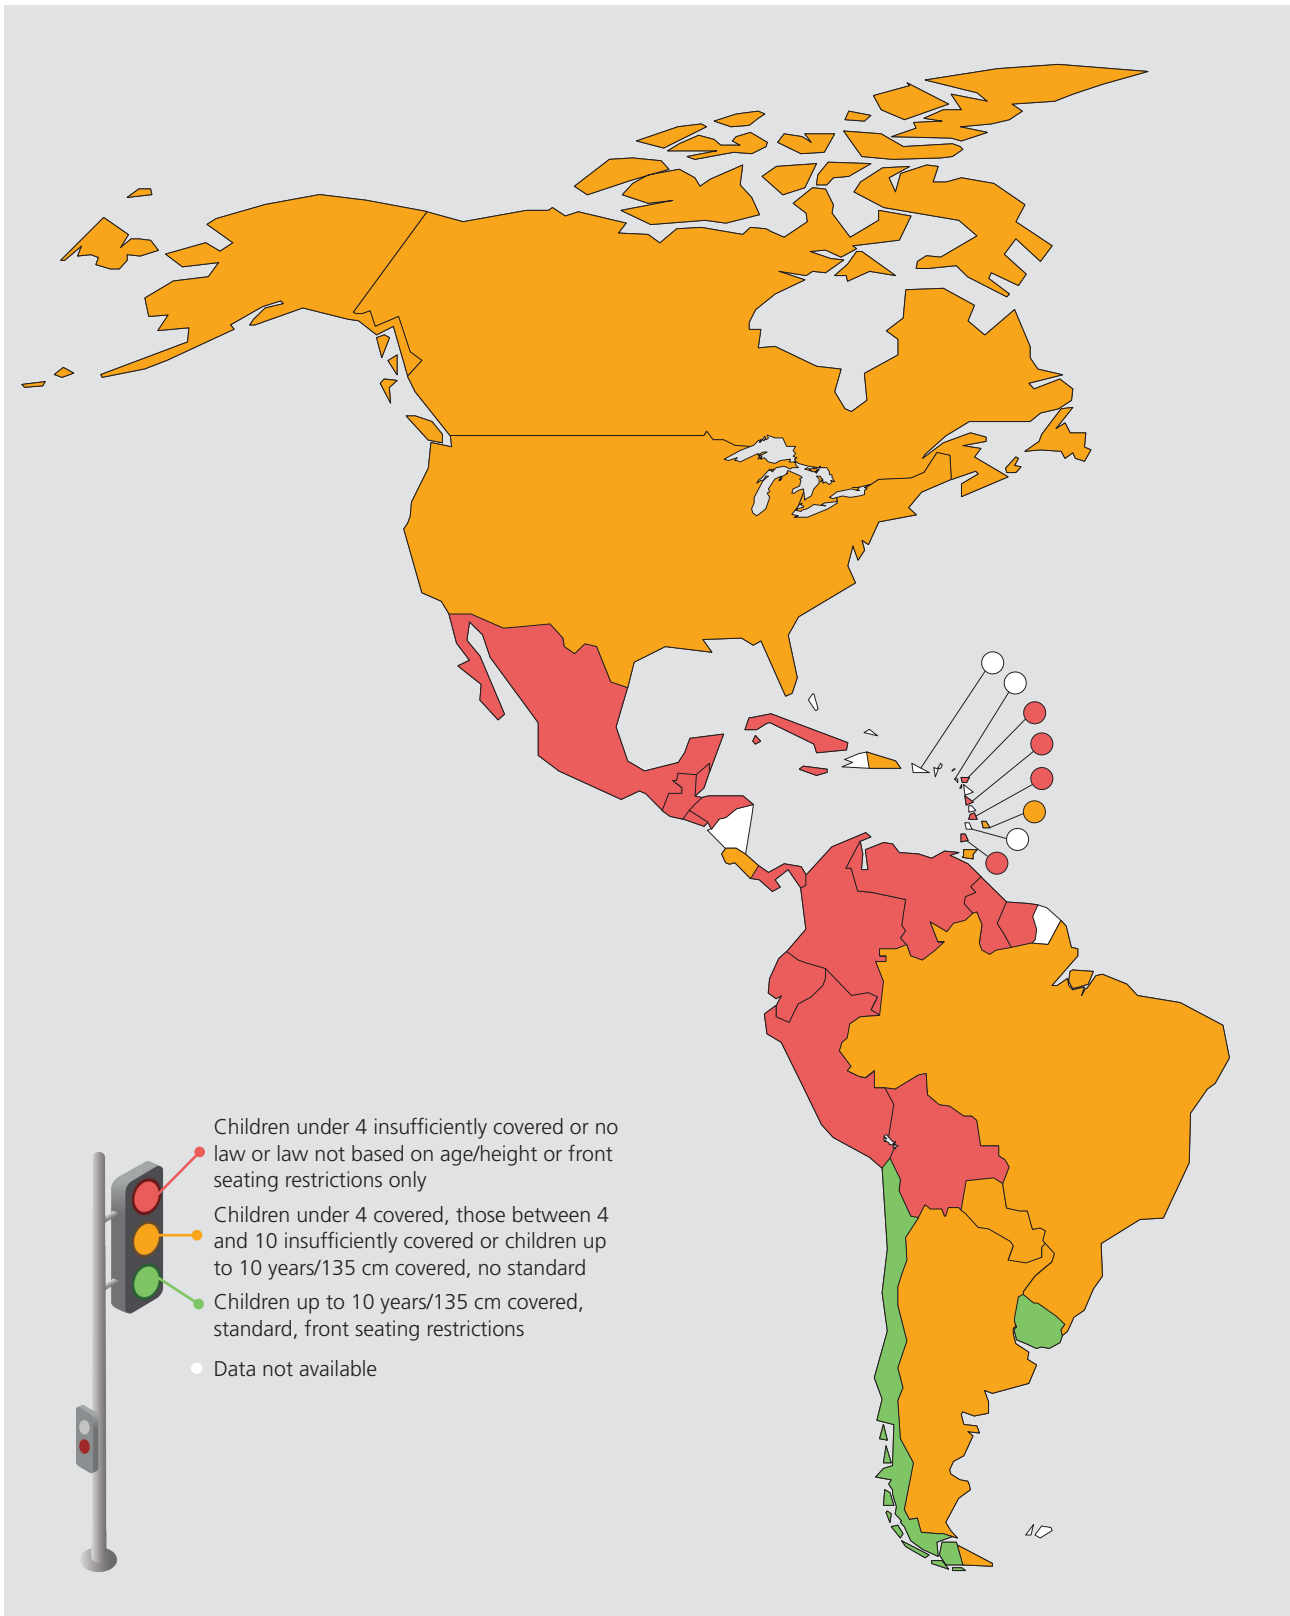 Children under 4 insufficiently covered or no
law or law not based on age/height or front
seating restrictions only
Children under 4 covered, those between 4
and 10 insufficiently covered or children up
to 10 years/135 cm covered, no standard
Children up to 10 years/135 cm covered,
standard, front seating restrictions
Data not available